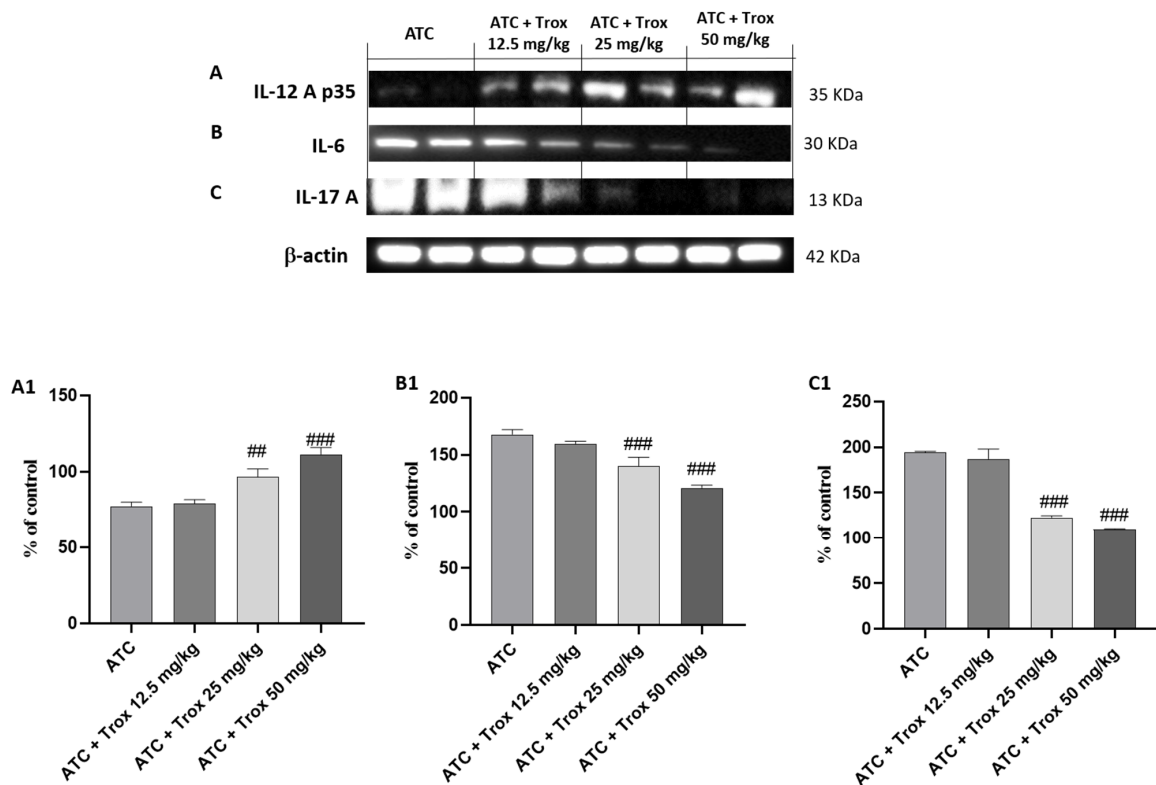 ATC
ATC + Trox
12.5 mg/kg
ATC + Trox
25 mg/kg
ATC + Trox
50 mg/kg
A
IL-12 A p35
35 KDa
B
IL-6
30 KDa
C
IL-17 A
13 KDa
β-actin
42 KDa
A1
% of control
150
100
50
0
##
###
ATC
ATC + Trox 12.5 mg/kg
ATC + Trox 25 mg/kg
ATC + Trox 50 mg/kg
B1
% of control
200
150
100
50
0
###
###
ATC
ATC + Trox 12.5 mg/kg
ATC + Trox 25 mg/kg
ATC + Trox 50 mg/kg
C1
% of control
250
200
150
100
50
0
###
###
ATC
ATC + Trox 12.5 mg/kg
ATC + Trox 25 mg/kg
ATC + Trox 50 mg/kg